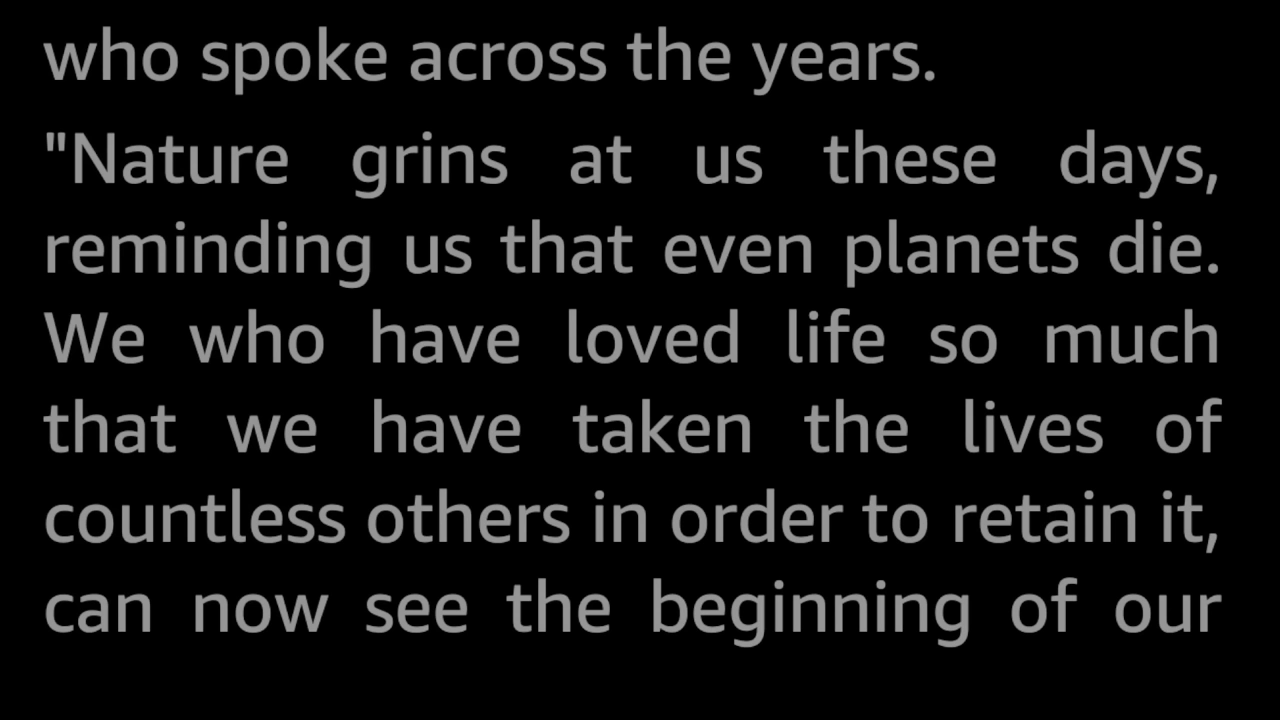 who spoke across the years.
"Nature grins at us these days,
reminding us that even planets die.
We who have loved life so much
that we have taken the lives of
countless others in order to retain it,
can now see the beginning of our